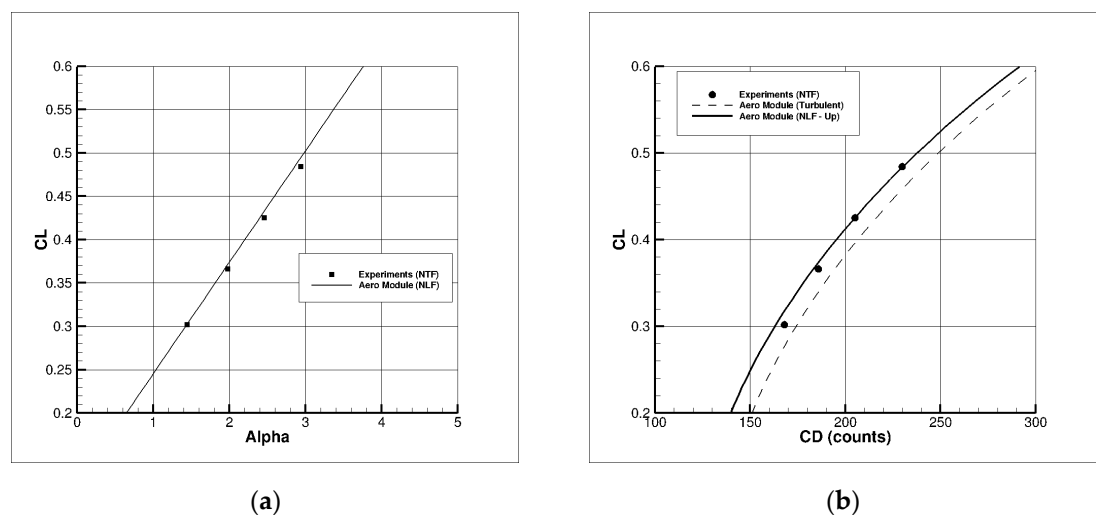 0.6
0.55
0.5
0.45
0.4
0.35
0.3
0.25
0.2
CL
Experiments (NTF)
Aero Module (NLF)
0 1 2 3 4 5
Alpha
(a)
0.6
0.5
0.4
0.3
0.2
CL
Experiments (NTF)
Aero Module (Turbulent)
Aero Module (NLF - Up)
100 150 200 250 300
CD (counts)
(b)